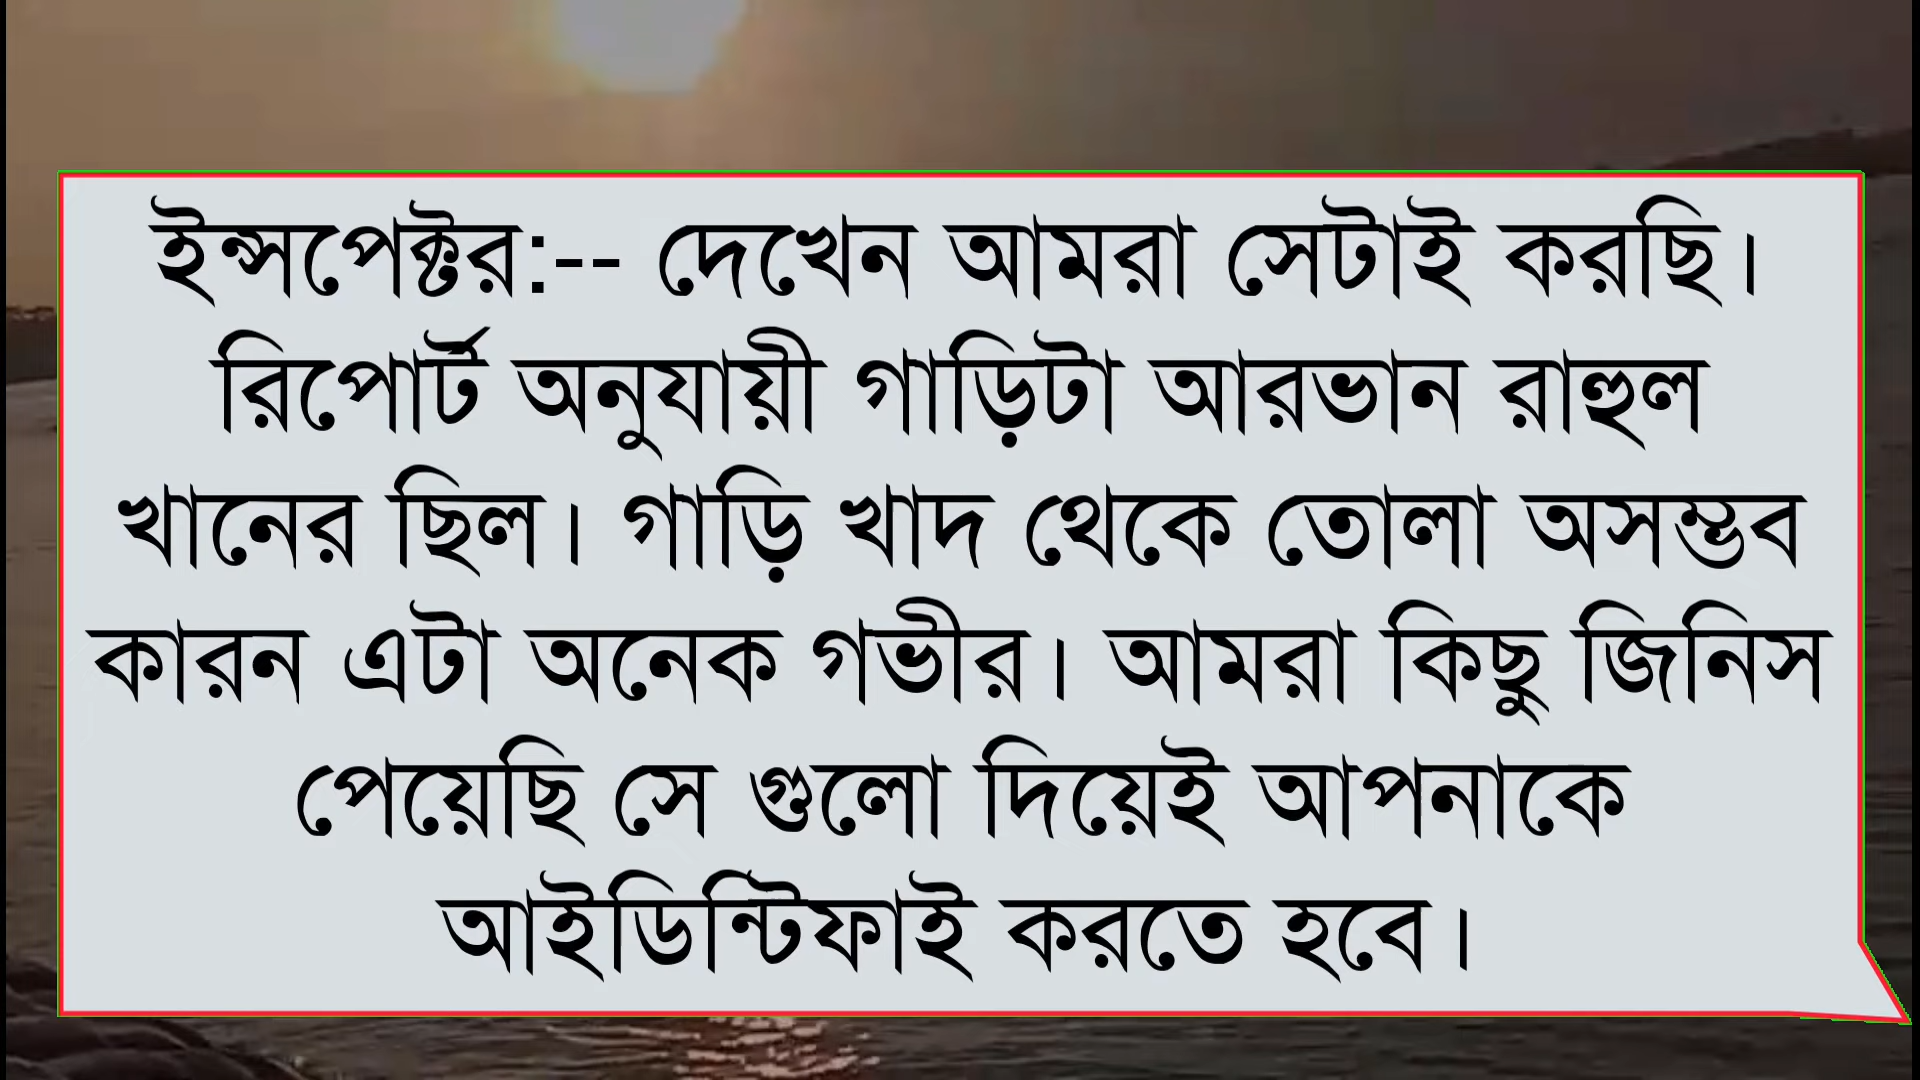 ইন্সপেক্টর:-- দেখেন আমরা সেটাই করছি।
রিপোর্ট অনুযায়ী গাড়িটা আরভান রাহুল
খানের ছিল। গাড়ি খাদ থেকে তোলা অসম্ভব
কারন এটা অনেক গভীর। আমরা কিছু জিনিস
পেয়েছি সে গুলো দিয়েই আপনাকে
আইডিন্টিফাই করতে হবে।